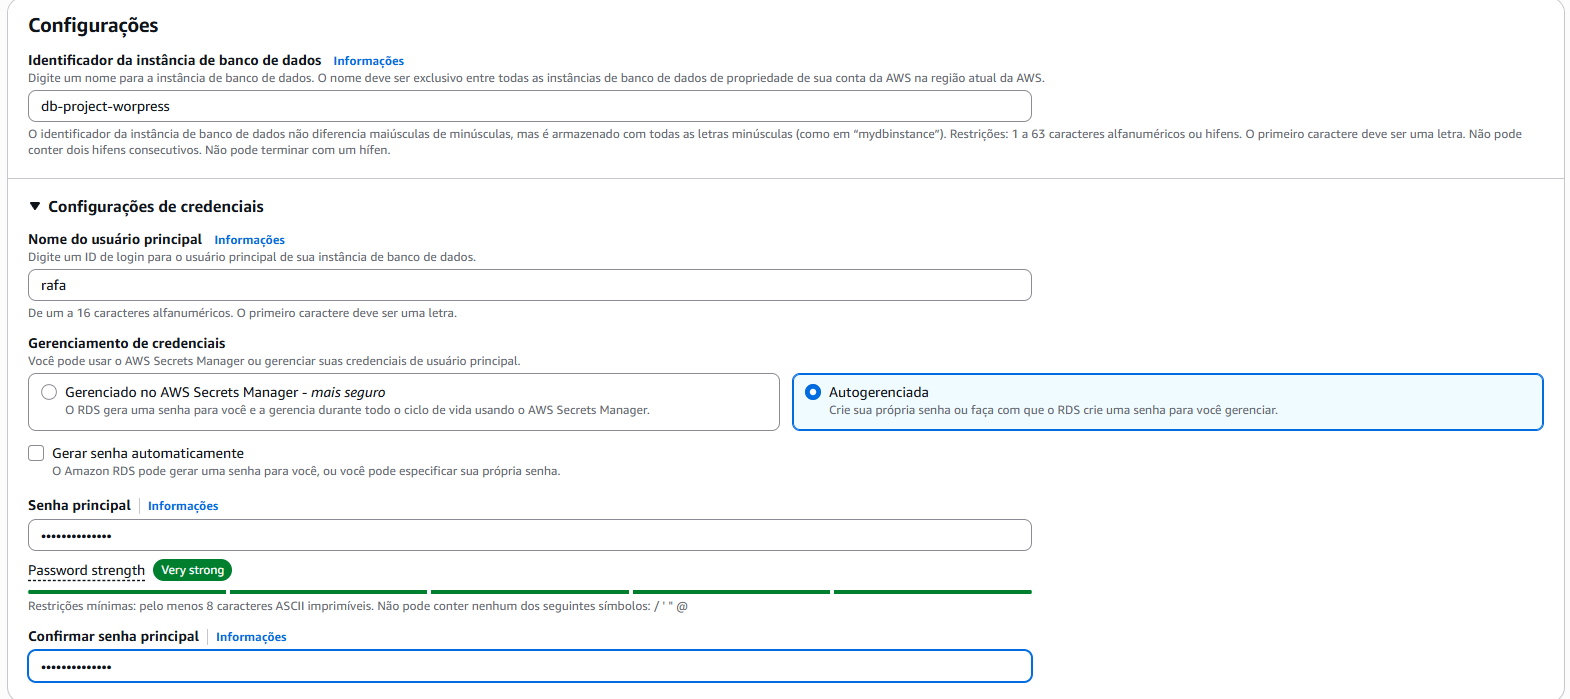 Configurações
Identificador da instância de banco de dados Informações
Digite um nome para a instância de banco de dados. O nome deve ser exclusivo entre todas as instâncias de banco de dados de propriedade de sua conta da AWS na região atual da AWS.
db-project-worpress
O identificador da instância de banco de dados não diferencia maiúsculas de minúsculas, mas é armazenado com todas as letras minúsculas (como em “mydbinstance”). Restrições: 1 a 63 caracteres alfanuméricos ou hifens. O primeiro caractere deve ser uma letra. Não pode
conter dois hifens consecutivos. Não pode terminar com um hífen.
Configurações de credenciais
Nome do usuário principal Informações
Digite um ID de login para o usuário principal de sua instância de banco de dados.
rafa
De um a 16 caracteres alfanuméricos. O primeiro caractere deve ser uma letra.
Gerenciamento de credenciais
Você pode usar o AWS Secrets Manager ou gerenciar suas credenciais de usuário principal.
Gerenciado no AWS Secrets Manager - mais seguro
O RDS gera uma senha para você e a gerencia durante todo o ciclo de vida usando o AWS Secrets Manager.
Autogerenciada
Crie sua própria senha ou faça com que o RDS crie uma senha para você gerenciar.
Gerar senha automaticamente
O Amazon RDS pode gerar uma senha para você, ou você pode especificar sua própria senha.
Senha principal Informações
••••••••••••••
Password strength Very strong
Restrições mínimas: pelo menos 8 caracteres ASCII imprimíveis. Não pode conter nenhum dos seguintes símbolos: / ' " @
Confirmar senha principal Informações
••••••••••••••